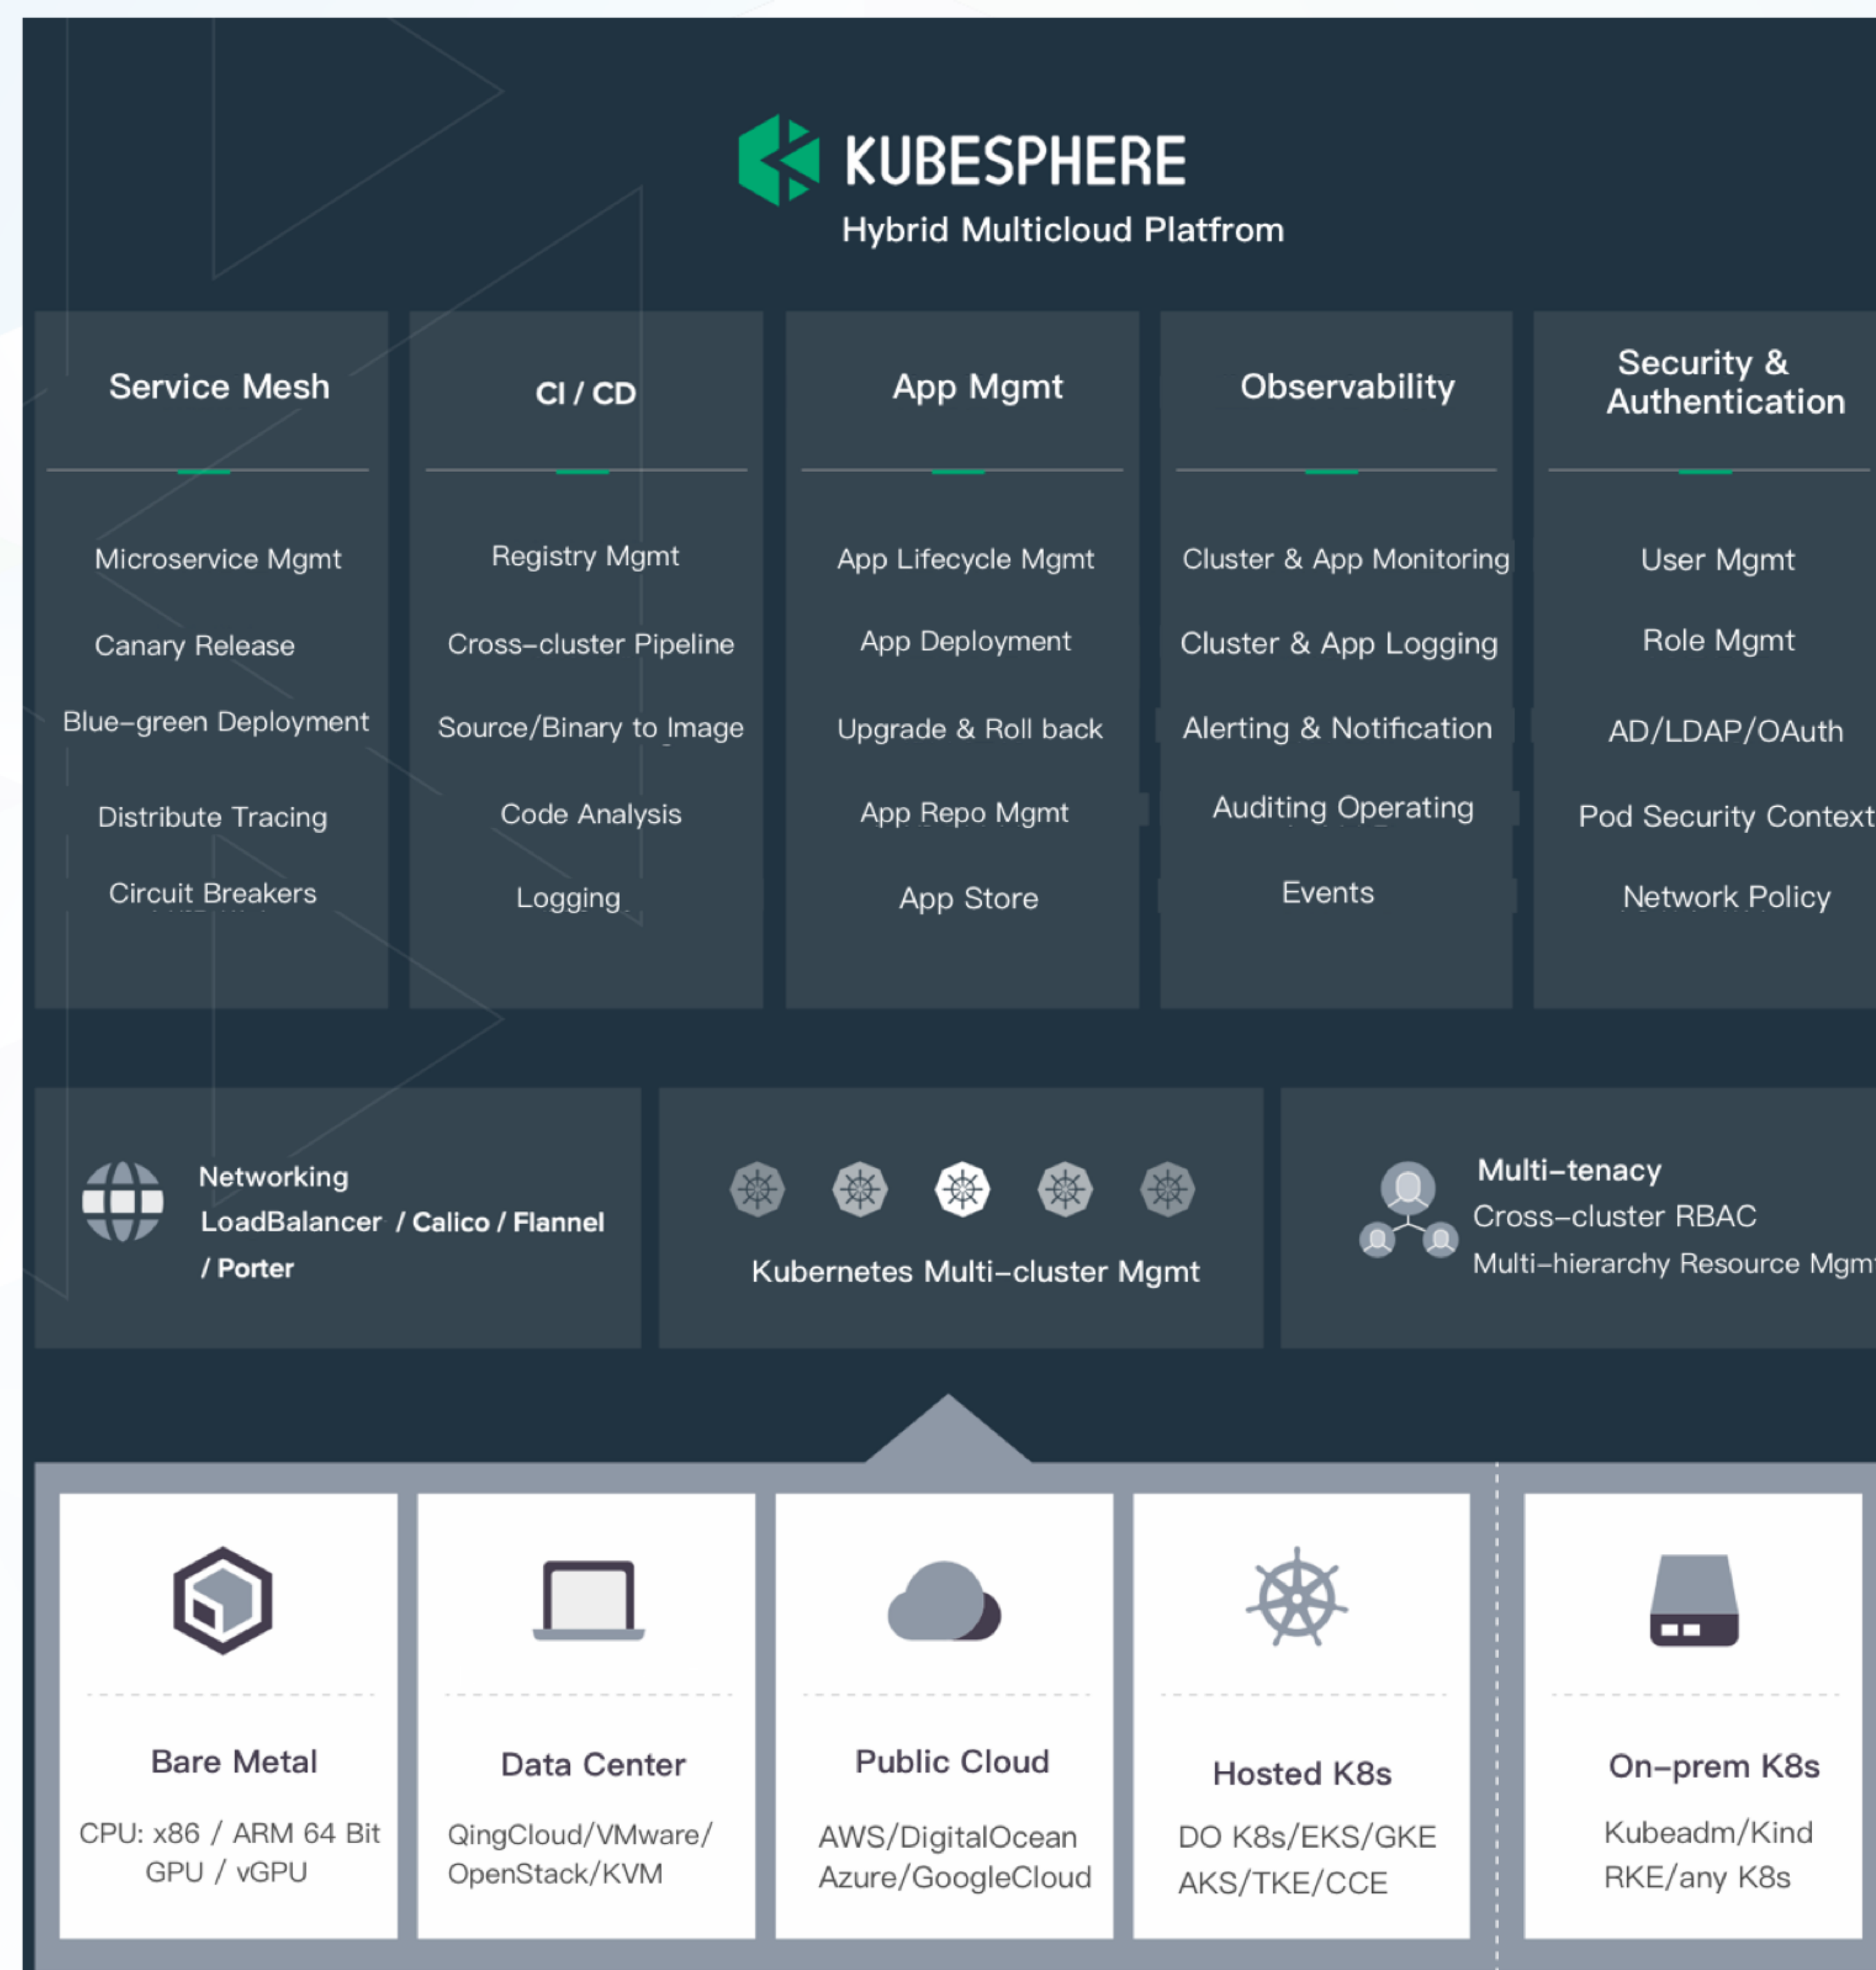 KUBESPHERE
Hybrid Multicloud Platfrom
Service Mesh
Microservice Mgmt
Canary Release
Blue-green Deployment
Distribute Tracing
Circuit Breakers
CI / CD
Registry Mgmt
Cross-cluster Pipeline
Source/Binary to Image
Code Analysis
Logging
App Mgmt
App Lifecycle Mgmt
App Deployment
Upgrade & Roll back
App Repo Mgmt
App Store
Observability
Cluster & App Monitoring
Cluster & App Logging
Alerting & Notification
Auditing Operating
Events
Security &
Authentication
User Mgmt
Role Mgmt
AD/LDAP/OAuth
Pod Security Context
Network Policy
Networking
LoadBalancer / Calico / Flannel
/ Porter
Kubernetes Multi-cluster Mgmt
Multi-tenacy
Cross-cluster RBAC
Multi-hierarchy Resource Mgmt
Bare Metal
CPU: x86 / ARM 64 Bit
GPU / vGPU
Data Center
QingCloud/VMware/
OpenStack/KVM
Public Cloud
AWS/DigitalOcean
Azure/GoogleCloud
Hosted K8s
DO K8s/EKS/GKE
AKS/TKE/CCE
On-prem K8s
Kubeadm/Kind
RKE/any K8s